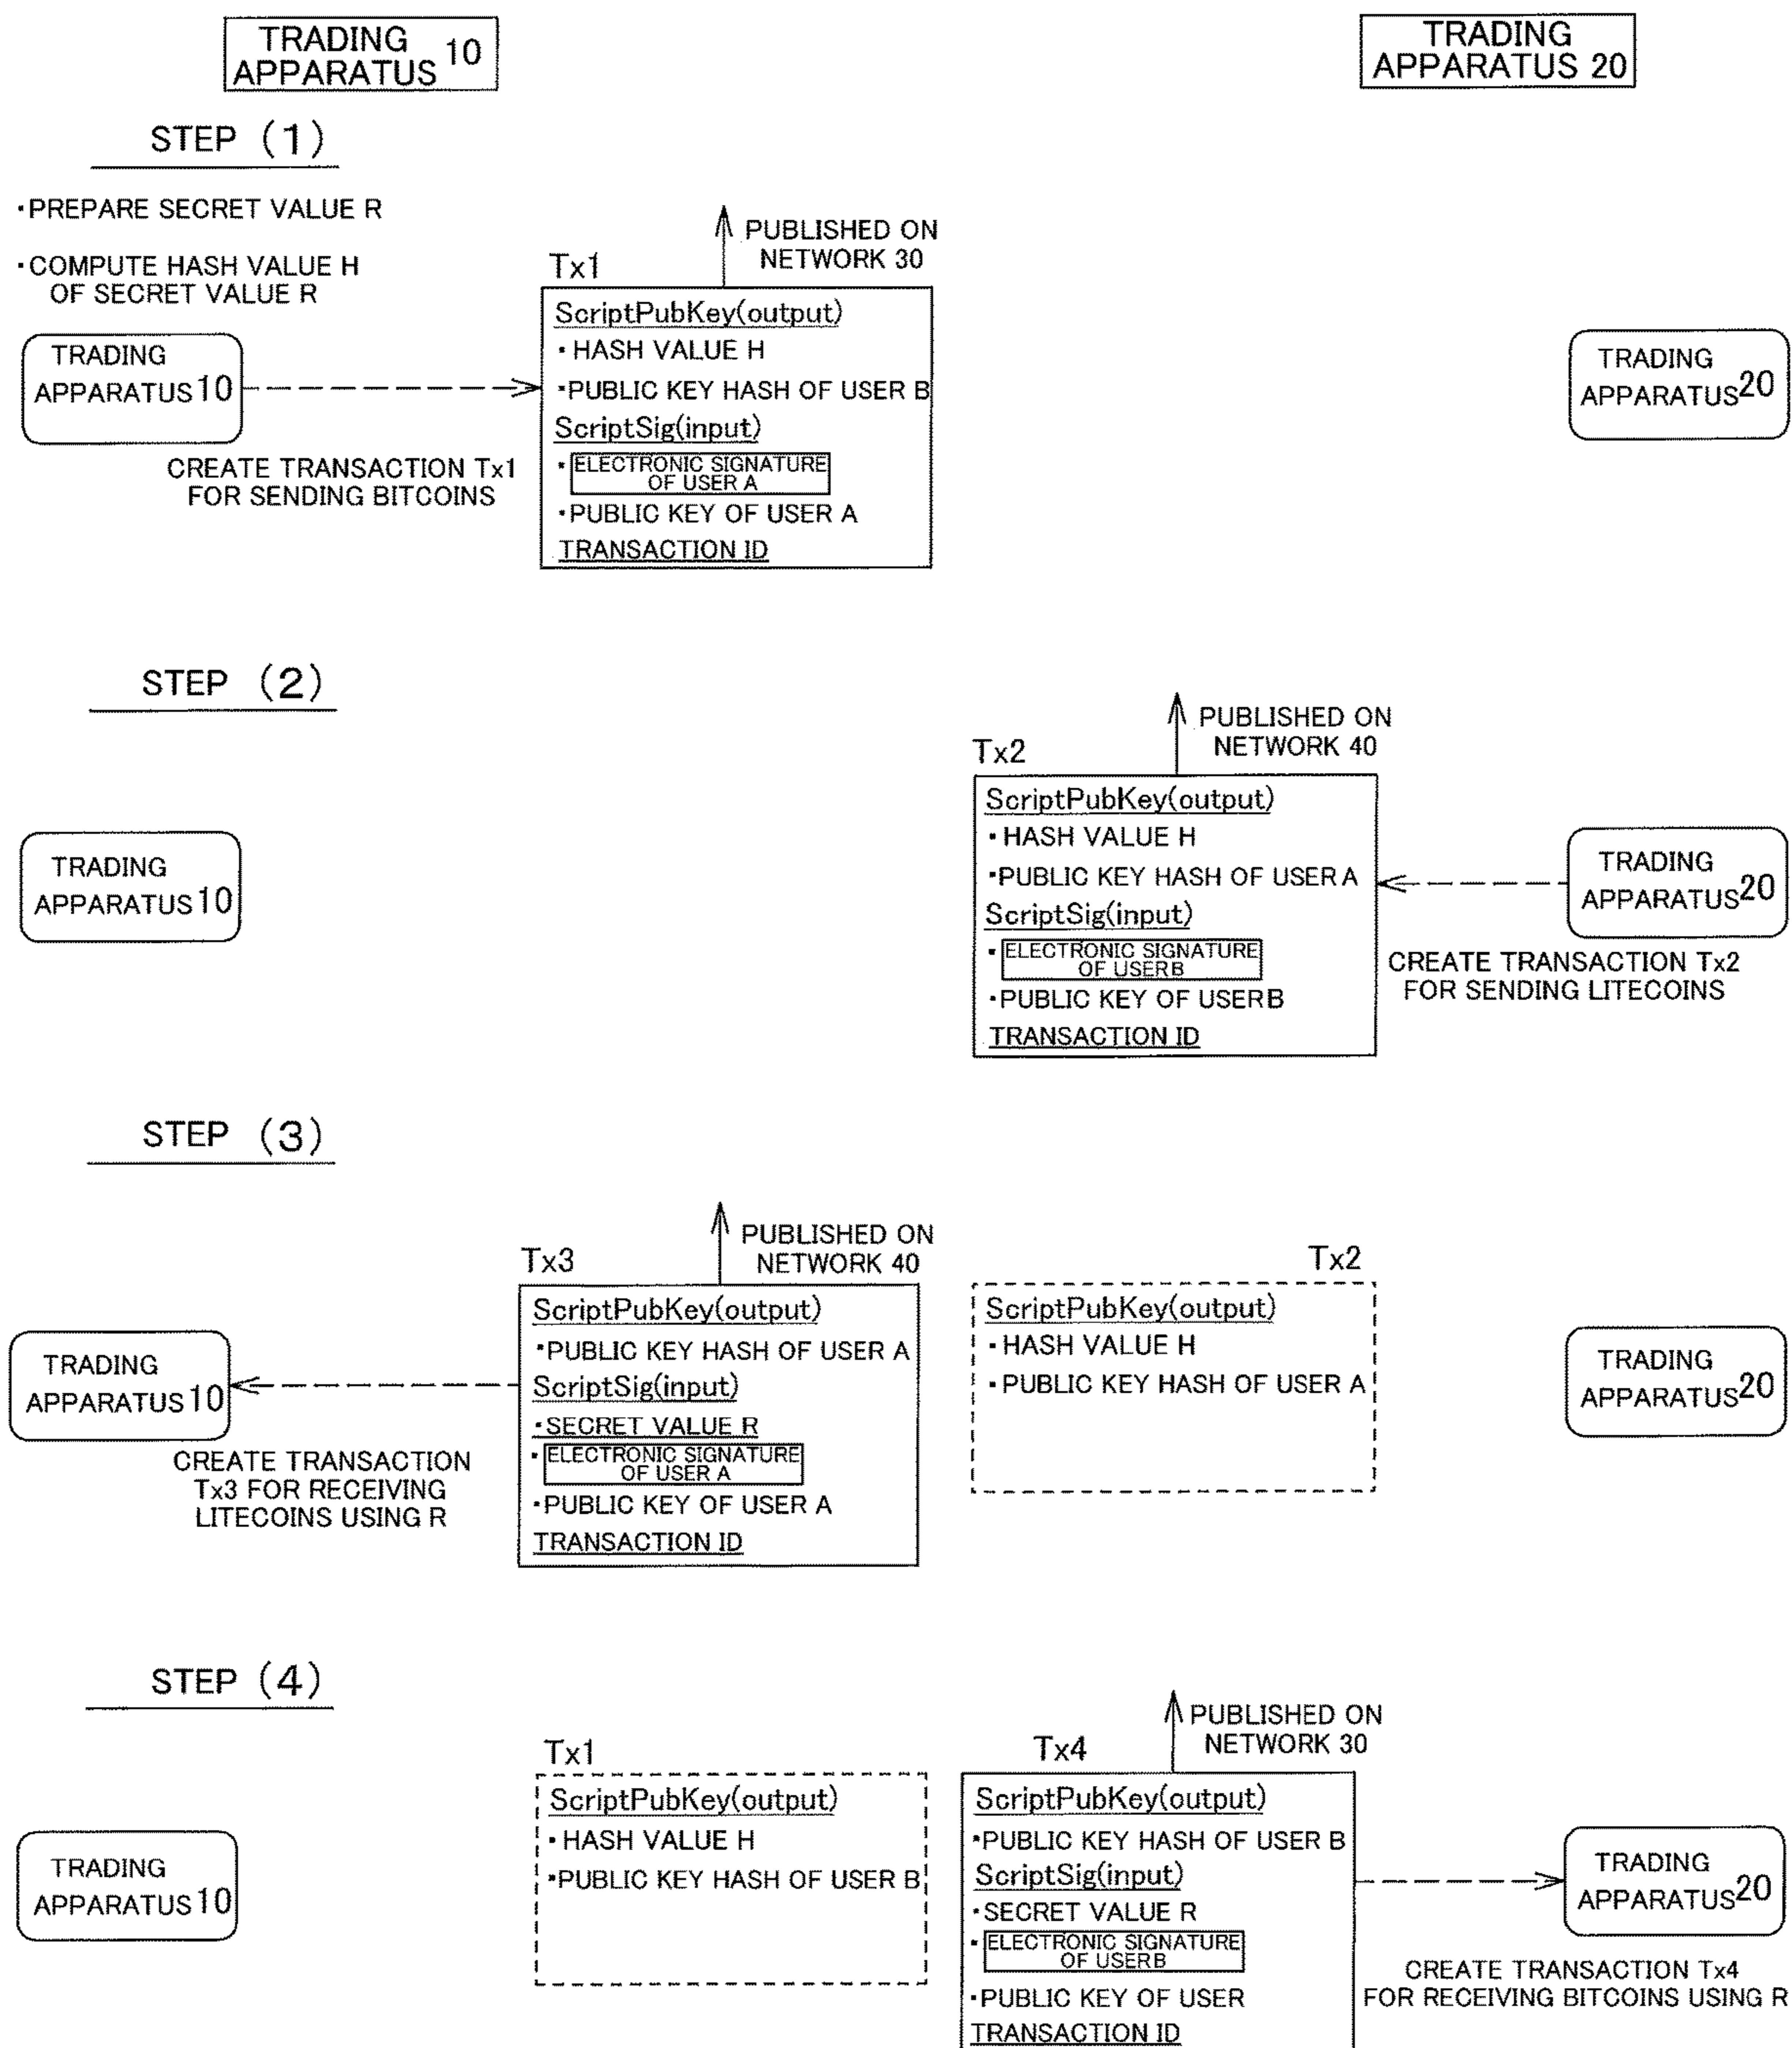 TRADING
APPARATUS 10
TRADING
APPARATUS 20
STEP (1)
・PREPARE SECRET VALUE R
・COMPUTE HASH VALUE H
OF SECRET VALUE R
PUBLISHED ON
NETWORK 30
Tx1
ScriptPubKey(output)
・HASH VALUE H
・PUBLIC KEY HASH OF USER B
ScriptSig(input)
・ELECTRONIC SIGNATURE
OF USER A
・PUBLIC KEY OF USER A
TRANSACTION ID
TRADING
APPARATUS 10
CREATE TRANSACTION Tx1
FOR SENDING BITCOINS
TRADING
APPARATUS 20
STEP (2)
PUBLISHED ON
NETWORK 40
Tx2
ScriptPubKey(output)
・HASH VALUE H
・PUBLIC KEY HASH OF USER A
ScriptSig(input)
・ELECTRONIC SIGNATURE
OF USER B
・PUBLIC KEY OF USER B
TRANSACTION ID
TRADING
APPARATUS 10
TRADING
APPARATUS 20
CREATE TRANSACTION Tx2
FOR SENDING LITECOINS
STEP (3)
PUBLISHED ON
NETWORK 40
Tx3
ScriptPubKey(output)
・PUBLIC KEY HASH OF USER A
ScriptSig(input)
・SECRET VALUE R
・ELECTRONIC SIGNATURE
OF USER A
・PUBLIC KEY OF USER A
TRANSACTION ID
TRADING
APPARATUS 10
CREATE TRANSACTION
Tx3 FOR RECEIVING
LITECOINS USING R
Tx2
ScriptPubKey(output)
・HASH VALUE H
・PUBLIC KEY HASH OF USER A
TRADING
APPARATUS 20
STEP (4)
Tx1
ScriptPubKey(output)
・HASH VALUE H
・PUBLIC KEY HASH OF USER B
TRADING
APPARATUS 10
PUBLISHED ON
NETWORK 30
Tx4
ScriptPubKey(output)
・PUBLIC KEY HASH OF USER B
ScriptSig(input)
・SECRET VALUE R
・ELECTRONIC SIGNATURE
OF USER B
・PUBLIC KEY OF USER
TRANSACTION ID
TRADING
APPARATUS 20
CREATE TRANSACTION Tx4
FOR RECEIVING BITCOINS USING R